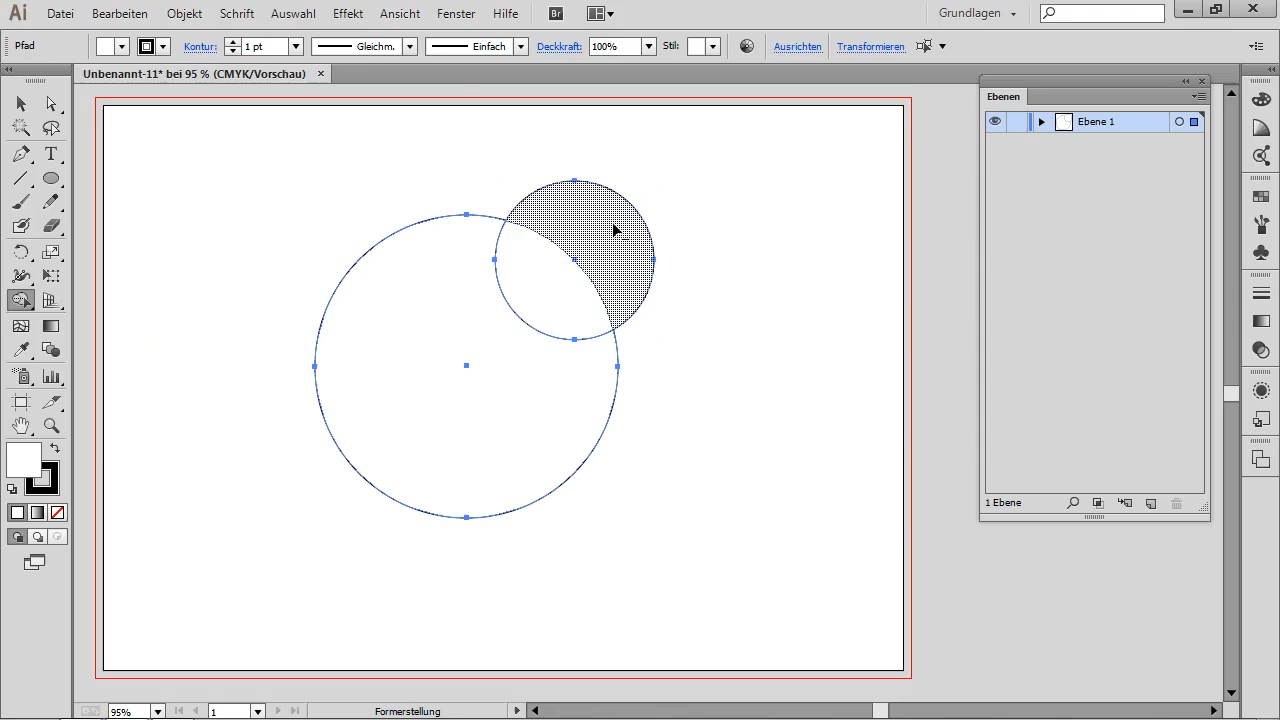 Ai Datei Bearbeiten Objekt Schrift Auswahl Effekt Ansicht Fenster Hilfe Br Grundlagen
Pfad Kontur: 1 pt Gleichm. Einfach Deckkraft: 100% Stil: Ausrichten Transformieren
Unbenannt-11* bei 95 % (CMYK/Vorschau)
Ebenen
Ebene 1
1 Ebene
T
95% 1 Formerstellung